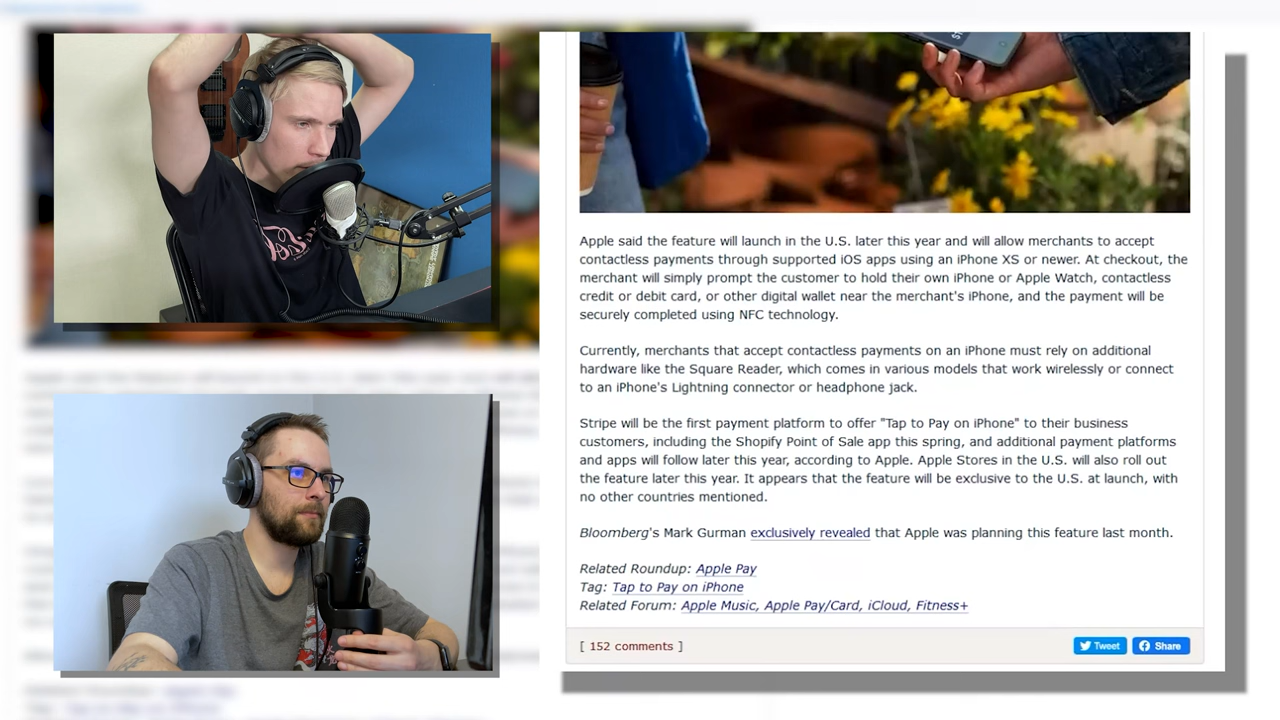 Apple said the feature will launch in the U.S. later this year and will allow merchants to accept
contactless payments through supported iOS apps using an iPhone XS or newer. At checkout, the
merchant will simply prompt the customer to hold their own iPhone or Apple Watch, contactless
credit or debit card, or other digital wallet near the merchant's iPhone, and the payment will be
securely completed using NFC technology.
Currently, merchants that accept contactless payments on an iPhone must rely on additional
hardware like the Square Reader, which comes in various models that work wirelessly or connect
to an iPhone's Lightning connector or headphone jack.
Stripe will be the first payment platform to offer "Tap to Pay on iPhone" to their business
customers, including the Shopify Point of Sale app this spring, and additional payment platforms
and apps will follow later this year, according to Apple. Apple Stores in the U.S. will also roll out
the feature later this year. It appears that the feature will be exclusive to the U.S. at launch, with
no other countries mentioned.
Bloomberg's Mark Gurman exclusively revealed that Apple was planning this feature last month.
Related Roundup: Apple Pay
Tag: Tap to Pay on iPhone
Related Forum: Apple Music, Apple Pay/Card, iCloud, Fitness+
[ 152 comments ]
Tweet
Share